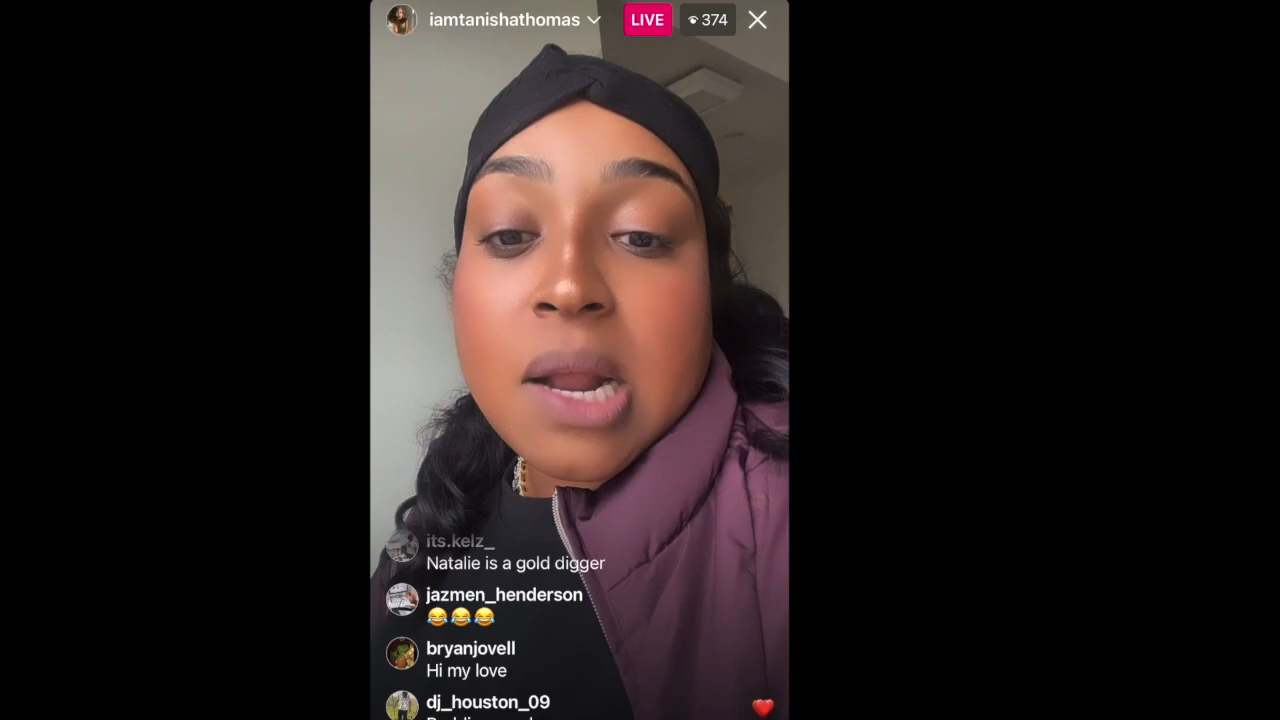 iamtanishathomas LIVE 374
its.kelz_
Natalie is a gold digger
jazmen_henderson
😂😂😂
bryanjovell
Hi my love
dj_houston_09